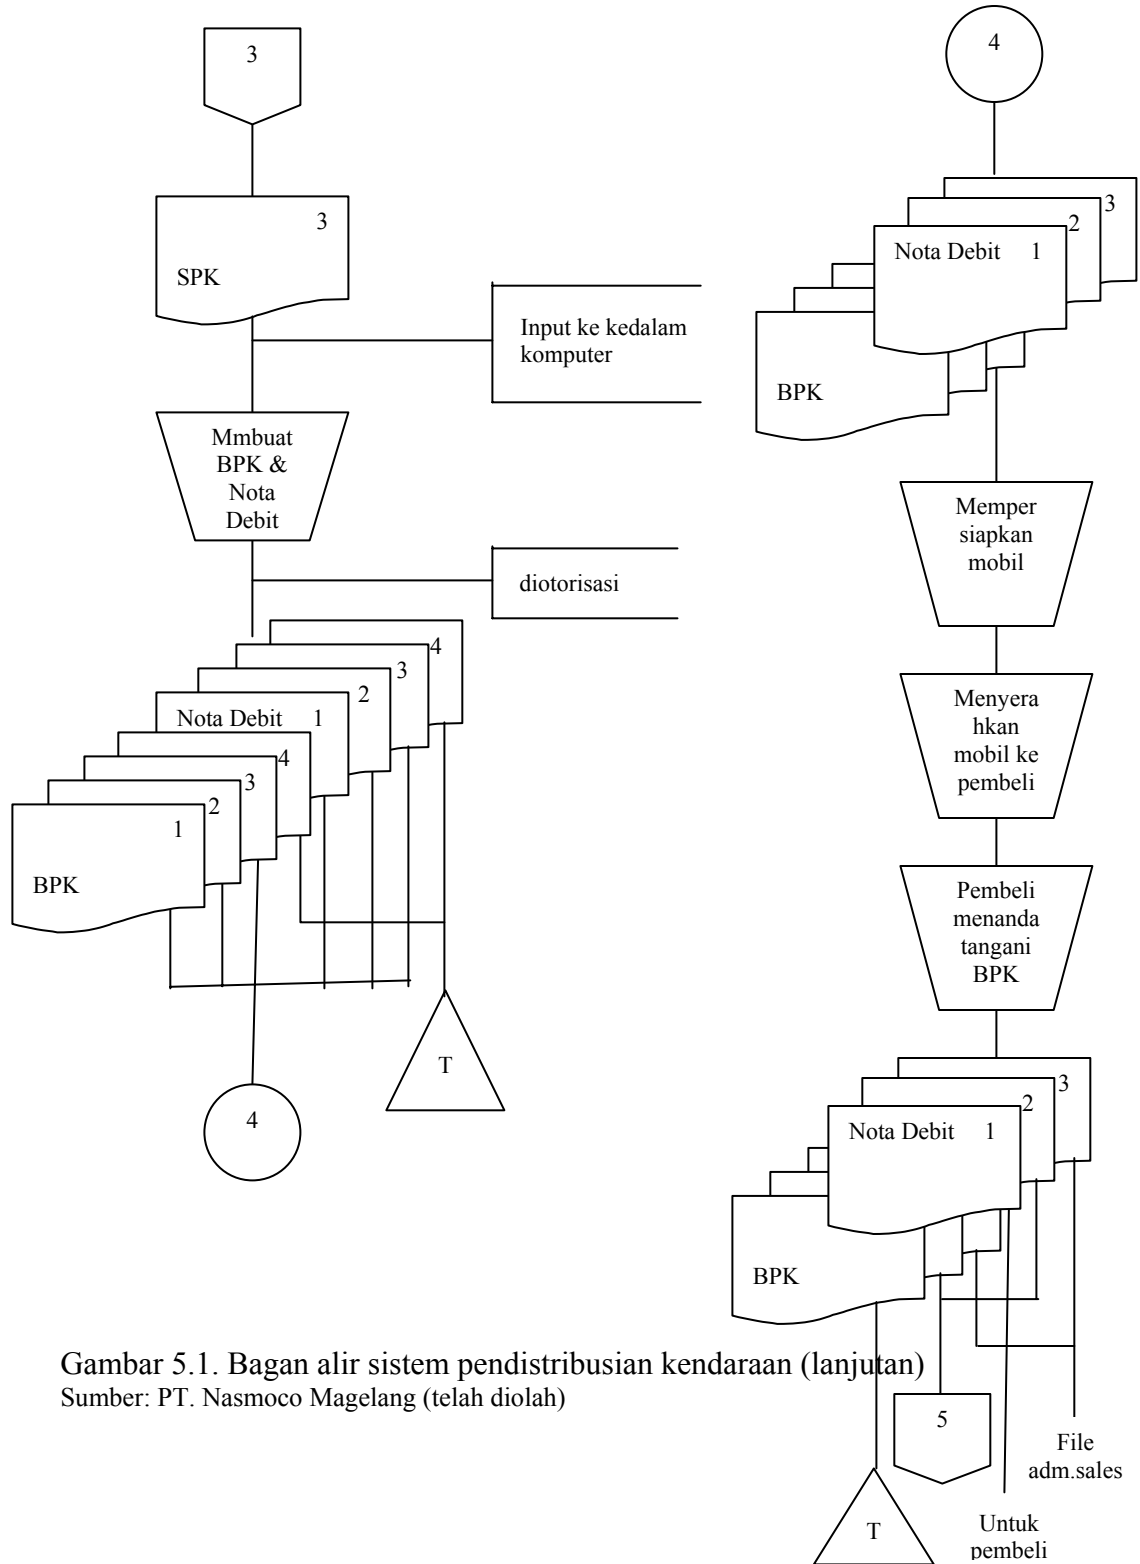 3
3
SPK
Input ke kedalam
komputer
Mmbuat
BPK &
Nota
Debit
diotorisasi
4
3
2
Nota Debit 1
4
3
2
1
BPK
4
T
4
3
2
Nota Debit 1
BPK
Memper
siapkan
mobil
Menyera
hkan
mobil ke
pembeli
Pembeli
menanda
tangani
BPK
3
2
Nota Debit 1
BPK
5
File
adm.sales
T
Untuk
pembeli
Gambar 5.1. Bagan alir sistem pendistribusian kendaraan (lanjutan)
Sumber: PT. Nasmoco Magelang (telah diolah)